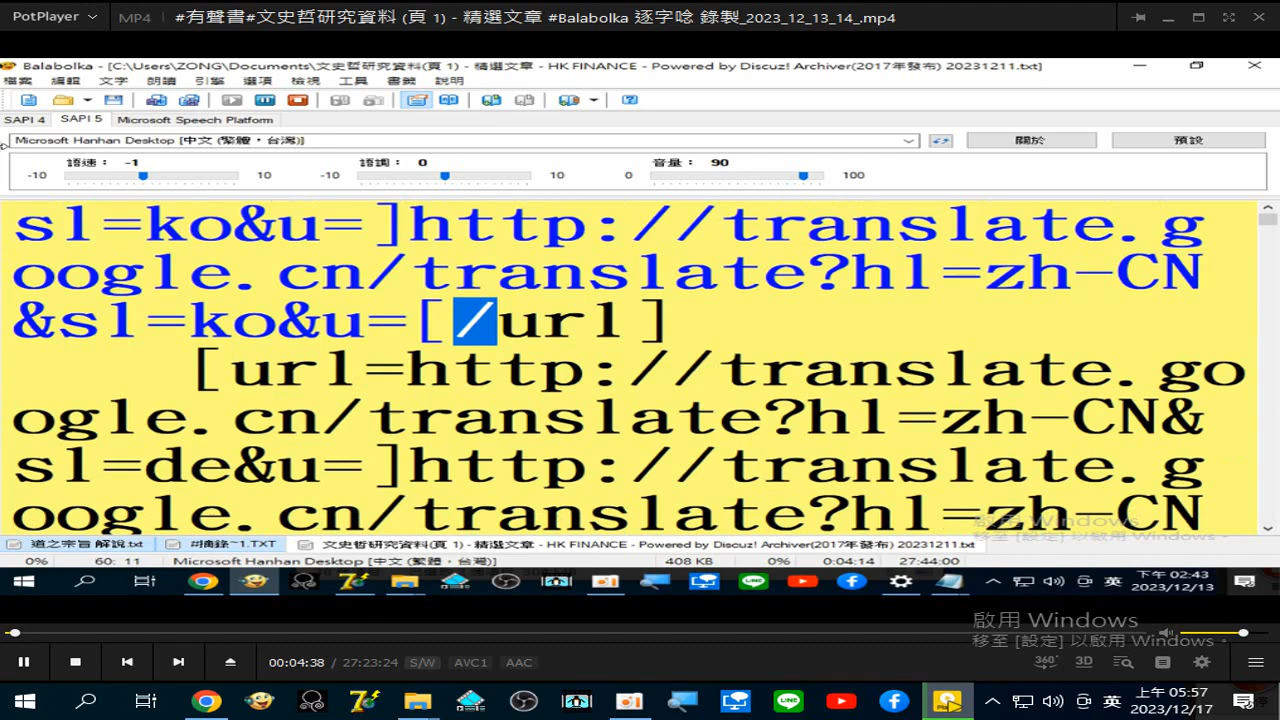 PotPlayer MP4 #有聲書#文史哲研究資料 (頁 1) - 精選文章 #Balabolka 逐字唸 錄製_2023_12_13_14_.mp4
Balabolka - [C:\Users\ZONG\Documents\文史哲研究資料(頁 1) - 精選文章 - HK FINANCE - Powered by Discuz! Archiver(2017年發布) 20231211.txt]
檔案 編輯 文字 朗讀 引擎 選項 檢視 工具 書籤 說明
SAPI 4 SAPI 5 Microsoft Speech Platform
Microsoft Hanhan Desktop [中文 (繁體，台灣)] 關於 預設
語速： -1 語調： 0 音量： 90
-10 10 -10 10 0 100
sl=ko&u=]http://translate.g
oogle.cn/translate?hl=zh-CN
&sl=ko&u=[/url]
[url=http://translate.go
ogle.cn/translate?hl=zh-CN&
sl=de&u=]http://translate.g
oogle.cn/translate?hl=zh-CN
道之宗旨 解說.txt #摘錄~1.TXT 文史哲研究資料(頁 1) - 精選文章 - HK FINANCE - Powered by Discuz! Archiver(2017年發布) 20231211.txt
0% 60: 11 Microsoft Hanhan Desktop [中文 (繁體，台灣)] 408 KB 0% 0:04:14 27:44:00
啟用 Windows
移至 [設定] 以啟用 Windows。
英 下午 02:43
2023/12/13
啟用 Windows
移至 [設定] 以啟用 Windows。
00:04:38 / 27:23:24 S/W AVC1 AAC 360° 3D
英 上午 05:57
2023/12/17